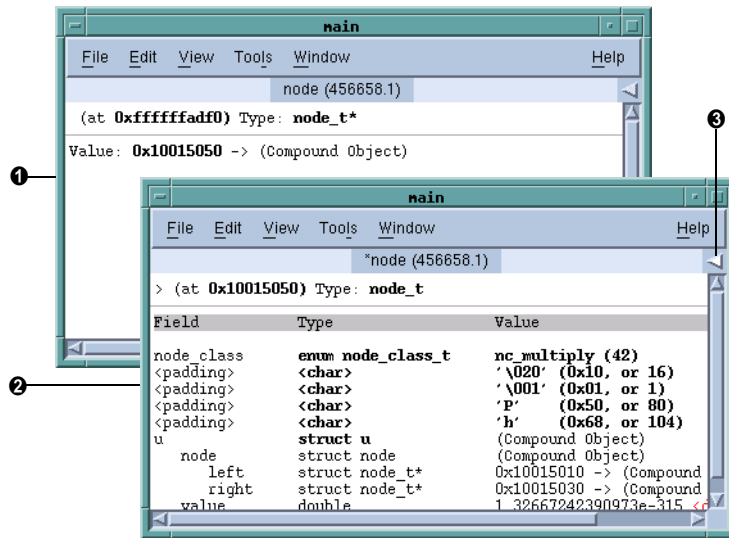 main
File Edit View Tools Window Help
node (456658.1)
(at 0xffffffadf0) Type: node_t*
Value: 0x10015050 -> (Compound Object)
❶
❸
main
File Edit View Tools Window Help
*node (456658.1)
> (at 0x10015050) Type: node_t
Field Type Value
node_class enum node_class_t nc_multiply (42)
<padding> <char> '\020' (0x10, or 16)
<padding> <char> '\001' (0x01, or 1)
<padding> <char> 'P' (0x50, or 80)
<padding> <char> 'h' (0x68, or 104)
u struct u (Compound Object)
node struct node (Compound Object)
left struct node_t* 0x10015010 -> (Compound
right struct node_t* 0x10015030 -> (Compound
value double 1.32667242390973e-315
❷